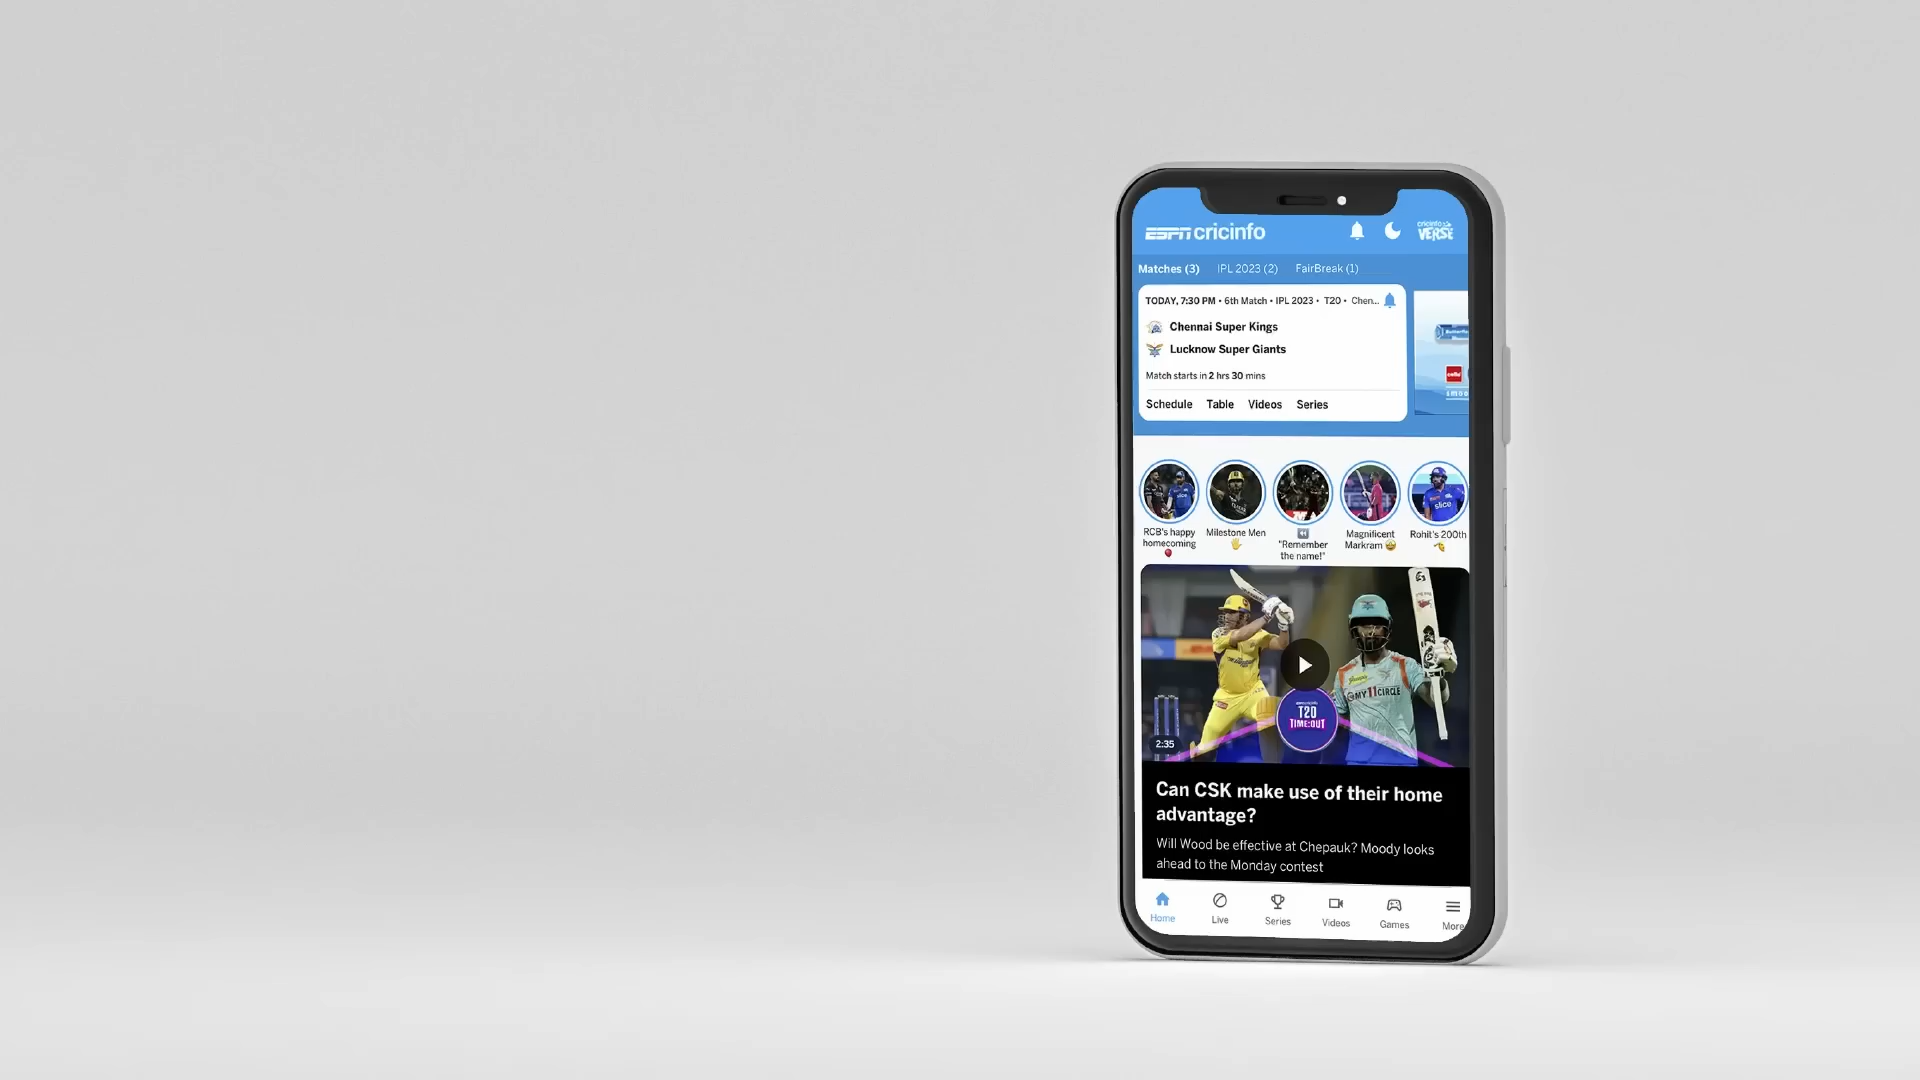 ESPN cricinfo
cricinfo
VERSE
Matches (3) IPL 2023 (2) FairBreak (1)
TODAY, 7:30 PM • 6th Match • IPL 2023 • T20 • Chen...
Chennai Super Kings
Lucknow Super Giants
Match starts in 2 hrs 30 mins
Schedule Table Videos Series
slice
slice
RCB's happy
homecoming
Milestone Men
"Remember
the name!"
Magnificent
Markram
Rohit's 200th
MY11CIRCLE
T20
TIME:OUT
2:35
Can CSK make use of their home
advantage?
Will Wood be effective at Chepauk? Moody looks
ahead to the Monday contest
Home Live Series Videos Games More